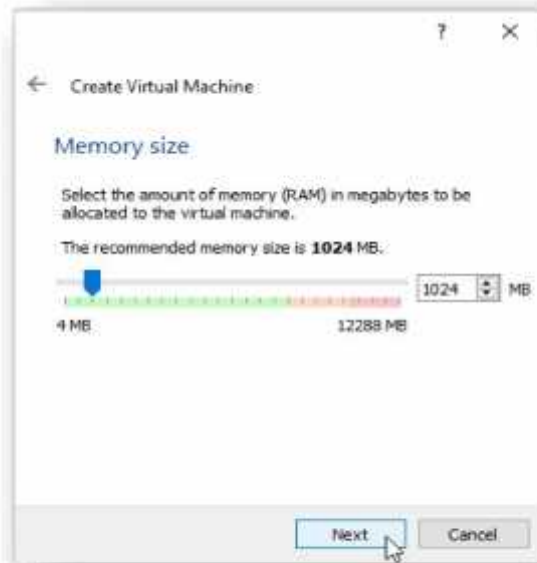 ?
Create Virtual Machine
Memory size
Select the amount of memory (RAM) in megabytes to be
allocated to the virtual machine.
The recommended memory size is 1024 MB.
1024 MB
4 MB 12288 MB
Next Cancel